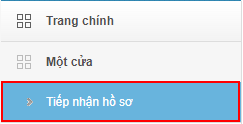 Trang chính
Một cửa
Tiếp nhận hồ sơ